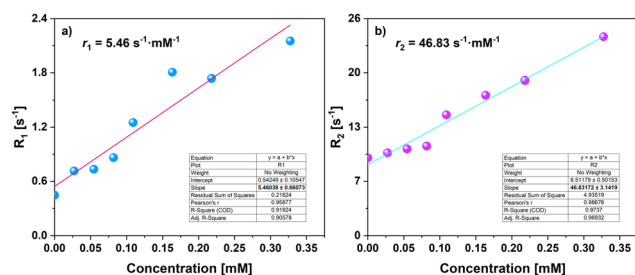 a)
r₁ = 5.46 s⁻¹·mM⁻¹
R₁ [s⁻¹]
2.4
1.8
1.2
0.6
0.0
0.00 0.05 0.10 0.15 0.20 0.25 0.30 0.35
Concentration [mM]
Equation y = a + b*x
Plot R1
Weight No Weighting
Intercept 0.54249 ± 0.10547
Slope 5.46038 ± 0.66073
Residual Sum of Squares 0.21824
Pearson's r 0.95877
R-Square (COD) 0.91924
Adj. R-Square 0.90578
b)
r₂ = 46.83 s⁻¹·mM⁻¹
R₂ [s⁻¹]
26
20
13
7
0
0.00 0.05 0.10 0.15 0.20 0.25 0.30 0.35
Concentration [mM]
Equation y = a + b*x
Plot R2
Weight No Weighting
Intercept 8.51179 ± 0.50153
Slope 46.83172 ± 3.1419
Residual Sum of Squares 4.93519
Pearson's r 0.98676
R-Square (COD) 0.9737
Adj. R-Square 0.96932